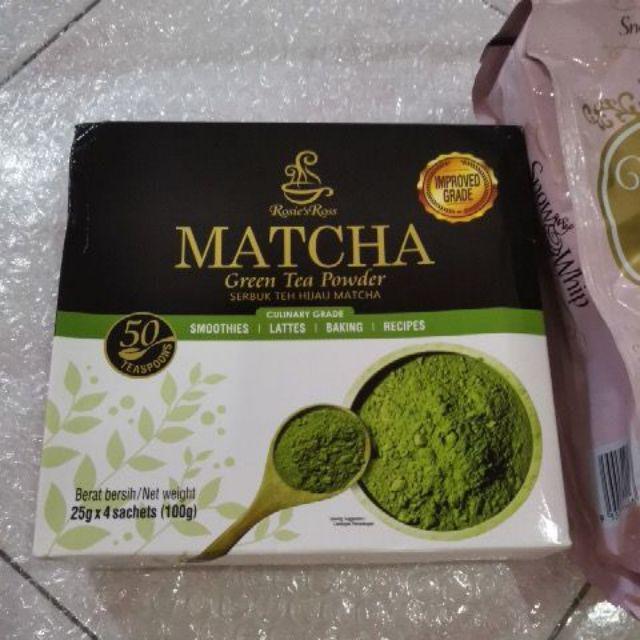 Rosie'sRoss
MATCHA
Green Tea Powder
SERBUK TEH HIJAU MATCHA
IMPROVED
GRADE
CULINARY GRADE
SMOOTHIES | LATTES | BAKING | RECIPES
50
TEASPOONS
Berat bersih/Net weight
25g x 4 sachets (100g)
Snow
Whip